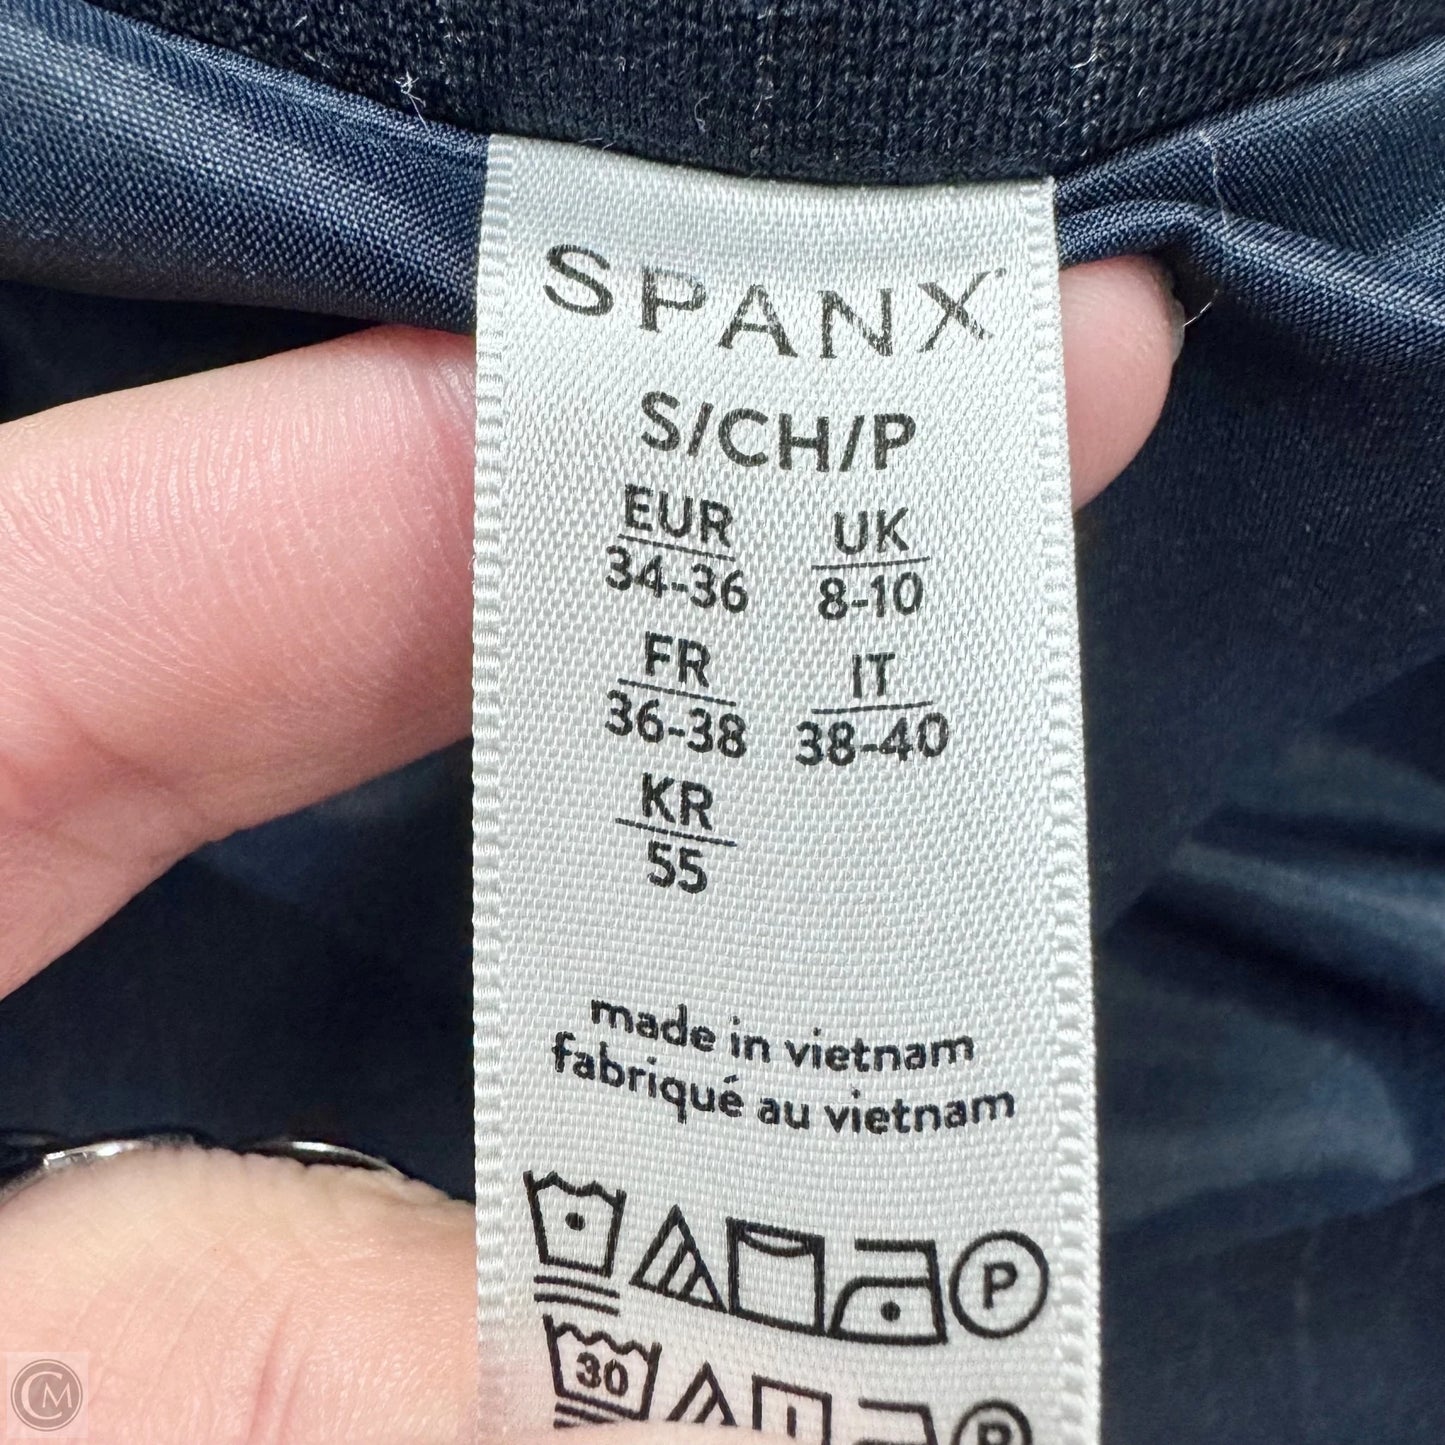 SPANX
S/CH/P
EUR UK
34-36 8-10
FR IT
36-38 38-40
KR
55
made in vietnam
fabriqué au vietnam
P
30
P
CM